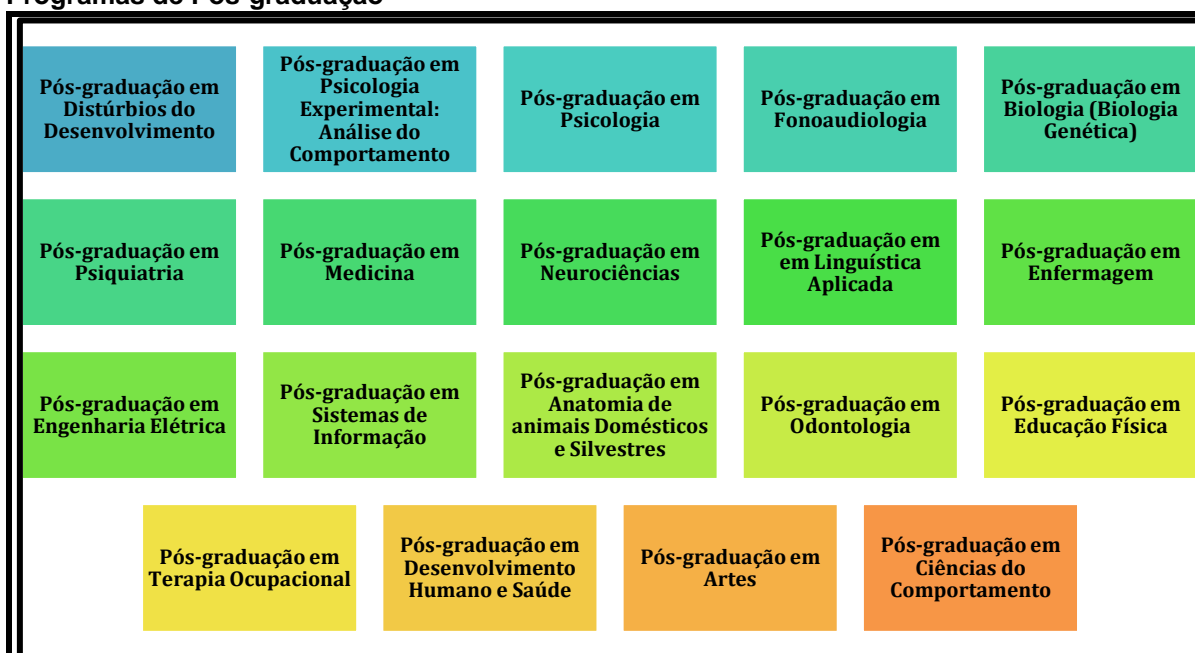 Programas de Pós-graduação
Pós-graduação em
Distúrbios do
Desenvolvimento
Pós-graduação em
Psicologia
Experimental:
Análise do
Comportamento
Pós-graduação em
Psicologia
Pós-graduação em
Fonoaudiologia
Pós-graduação em
Biologia (Biologia
Genética)
Pós-graduação em
Psiquiatria
Pós-graduação em
Medicina
Pós-graduação em
Neurociências
Pós-graduação em
em Linguística
Aplicada
Pós-graduação em
Enfermagem
Pós-graduação em
Engenharia Elétrica
Pós-graduação em
Sistemas de
Informação
Pós-graduação em
Anatomia de
animais Domésticos
e Silvestres
Pós-graduação em
Odontologia
Pós-graduação em
Educação Física
Pós-graduação em
Terapia Ocupacional
Pós-graduação em
Desenvolvimento
Humano e Saúde
Pós-graduação em
Artes
Pós-graduação em
Ciências do
Comportamento